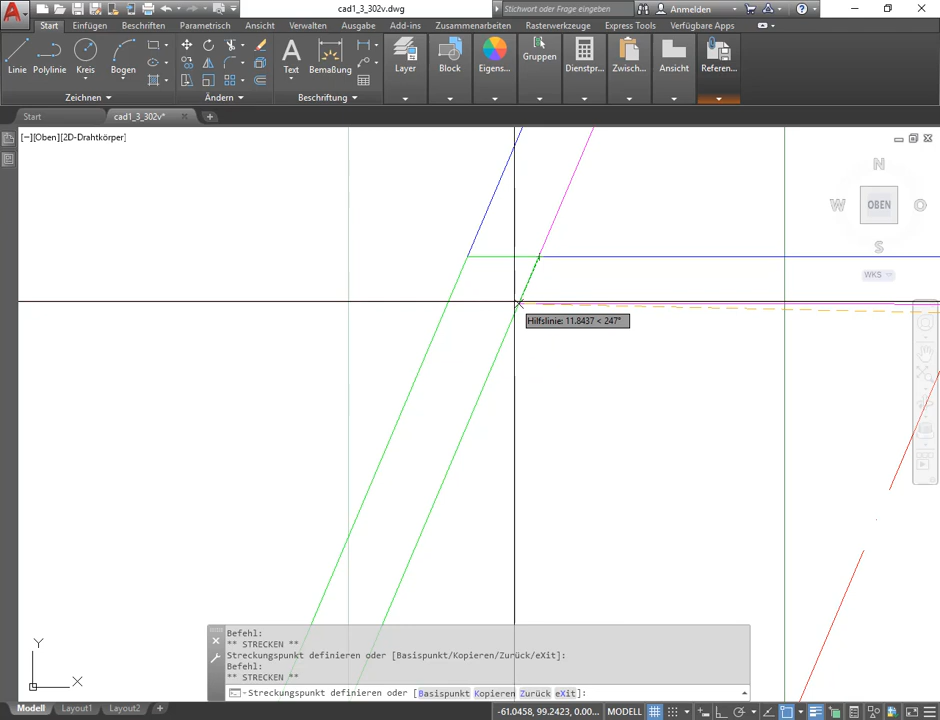 cad1_3_302v.dwg
Stichwort oder Frage eingeben
Anmelden
Start Einfügen Beschriften Parametrisch Ansicht Verwalten Ausgabe Add-ins Zusammenarbeiten Rasterwerkzeuge Express Tools Verfügbare Apps
Linie Polylinie Kreis Bogen Text Bemaßung Layer Block Eigens... Gruppen Dienstpr... Zwisch... Ansicht Referen...
Zeichnen Ändern Beschriftung
Start cad1_3_302v*
[−][Oben][2D-Drahtkörper]
N
W OBEN O
S
WKS
Hilfslinie: 11.8437 < 247°
Befehl:
** STRECKEN **
Streckungspunkt definieren oder [Basispunkt/Kopieren/Zurück/eXit]:
Befehl:
** STRECKEN **
Streckungspunkt definieren oder [Basispunkt Kopieren Zurück eXit]:
Y
X
Modell Layout1 Layout2 +
-61.0458, 99.2423, 0.00... MODELL